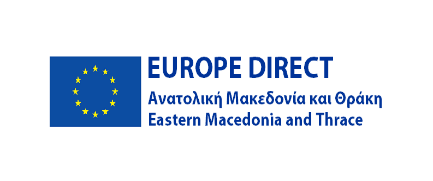 EUROPE DIRECT
Ανατολική Μακεδονία και Θράκη
Eastern Macedonia and Thrace